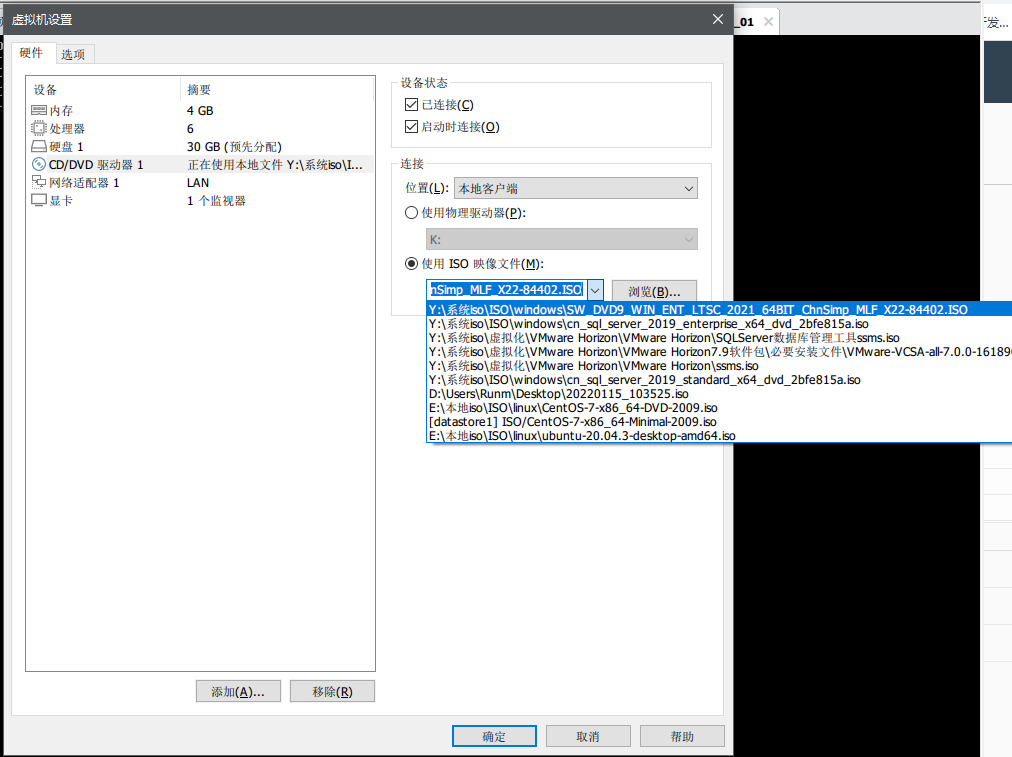 虚拟机设置
_01
开发...
硬件
选项
设备
摘要
内存
4 GB
处理器
6
硬盘 1
30 GB (预先分配)
CD/DVD 驱动器 1
正在使用本地文件 Y:\系统iso\I...
网络适配器 1
LAN
显卡
1 个监视器
设备状态
已连接(C)
启动时连接(O)
连接
位置(L):
本地客户端
使用物理驱动器(P):
K:
使用 ISO 映像文件(M):
nSimp_MLF_X22-84402.ISO
浏览(B)...
Y:\系统iso\ISO\windows\SW_DVD9_WIN_ENT_LTSC_2021_64BIT_ChnSimp_MLF_X22-84402.ISO
Y:\系统iso\ISO\windows\cn_sql_server_2019_enterprise_x64_dvd_2bfe815a.iso
Y:\系统iso\虚拟化\VMware Horizon\VMware Horizon\SQLServer数据库管理工具ssms.iso
Y:\系统iso\虚拟化\VMware Horizon\VMware Horizon7.9软件包\必要安装文件\VMware-VCSA-all-7.0.0-161890
Y:\系统iso\虚拟化\VMware Horizon\VMware Horizon\ssms.iso
Y:\系统iso\ISO\windows\cn_sql_server_2019_standard_x64_dvd_2bfe815a.iso
D:\Users\Runm\Desktop\20220115_103525.iso
E:\本地iso\ISO\linux\CentOS-7-x86_64-DVD-2009.iso
[datastore1] ISO/CentOS-7-x86_64-Minimal-2009.iso
E:\本地iso\ISO\linux\ubuntu-20.04.3-desktop-amd64.iso
添加(A)...
移除(R)
确定
取消
帮助